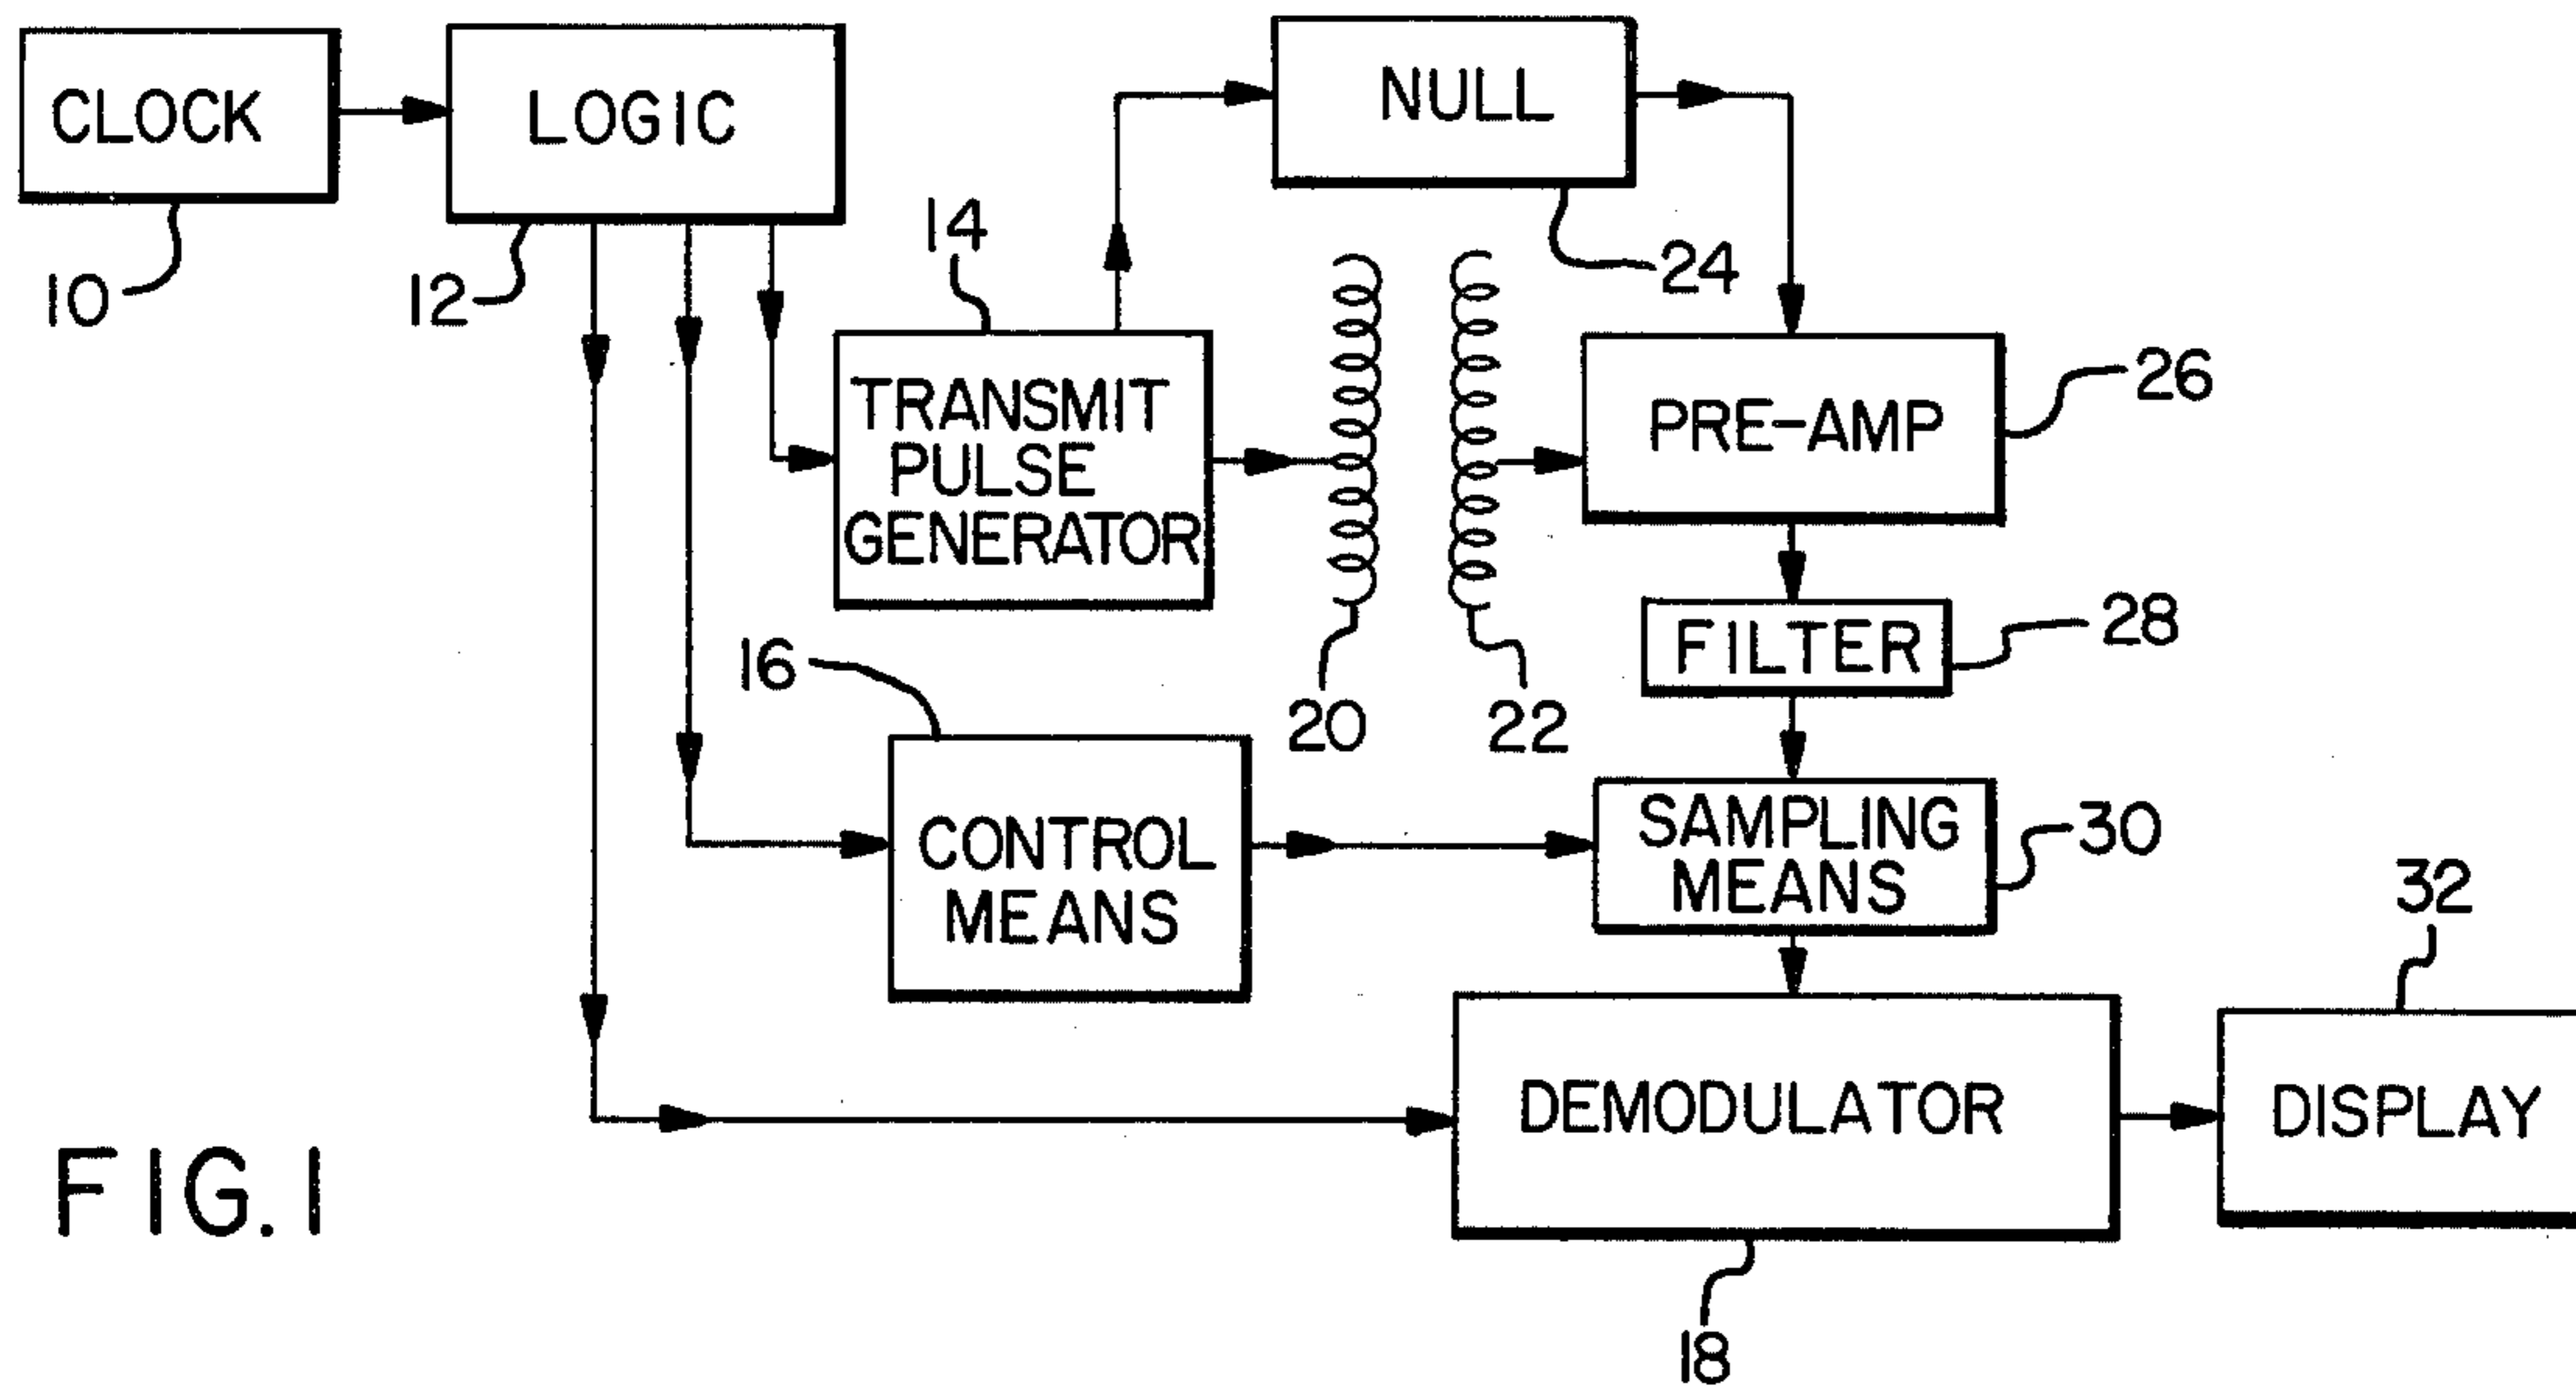 CLOCK
LOGIC
NULL
10
12
14
24
TRANSMIT
PULSE
GENERATOR
PRE-AMP
26
FILTER
28
16
20
22
CONTROL
MEANS
SAMPLING
MEANS
30
32
DEMODULATOR
DISPLAY
18
FIG. 1